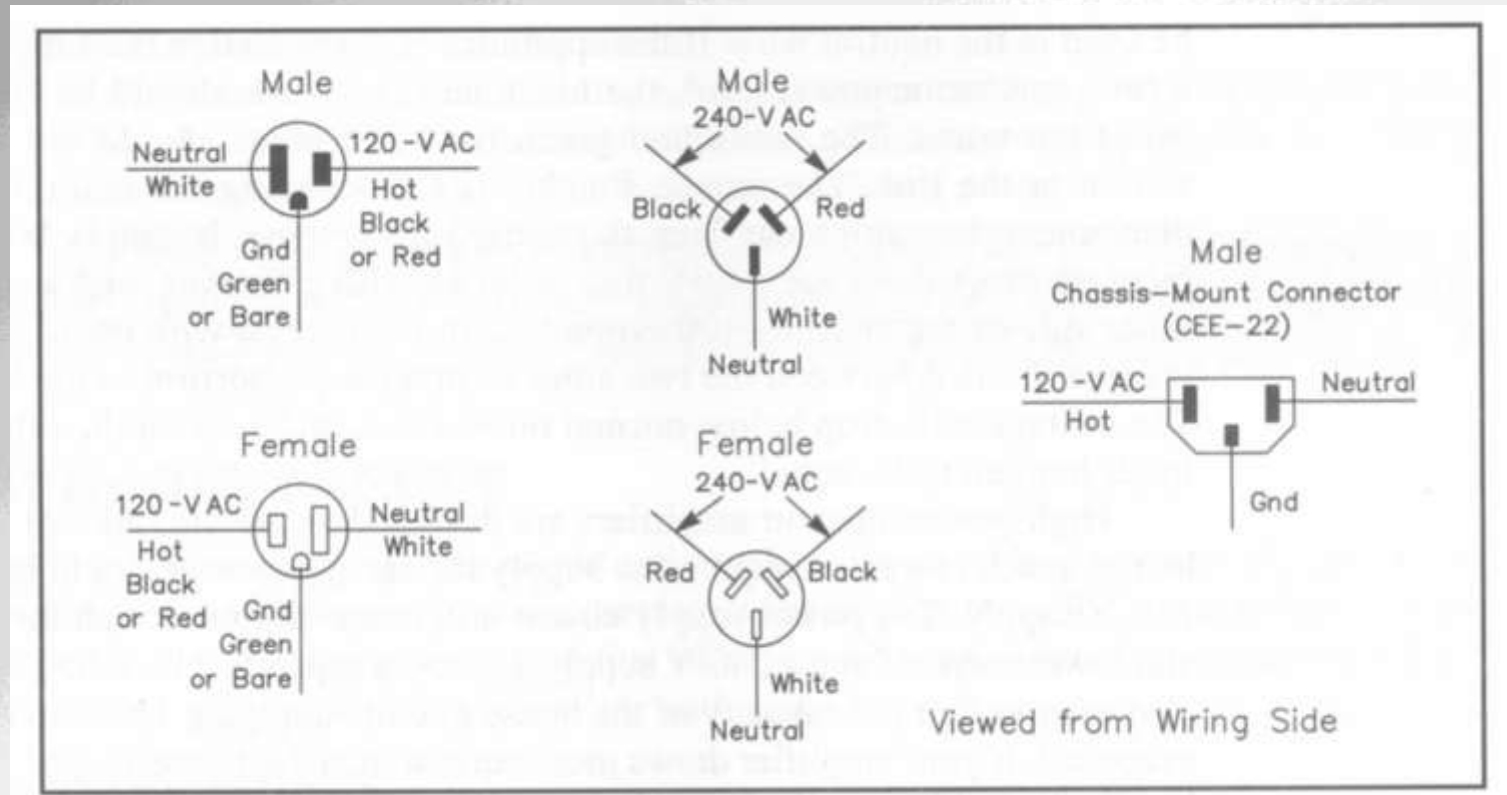 Male
Neutral
White
120-VAC
Hot
Black
or Red
Gnd
Green
or Bare
Male
240-VAC
Black
Red
White
Neutral
Male
Chassis-Mount Connector
(CEE-22)
120-VAC
Hot
Neutral
Gnd
Female
120-VAC
Hot
Black
or Red
Neutral
White
Gnd
Green
or Bare
Female
240-VAC
Red
Black
White
Neutral
Viewed from Wiring Side